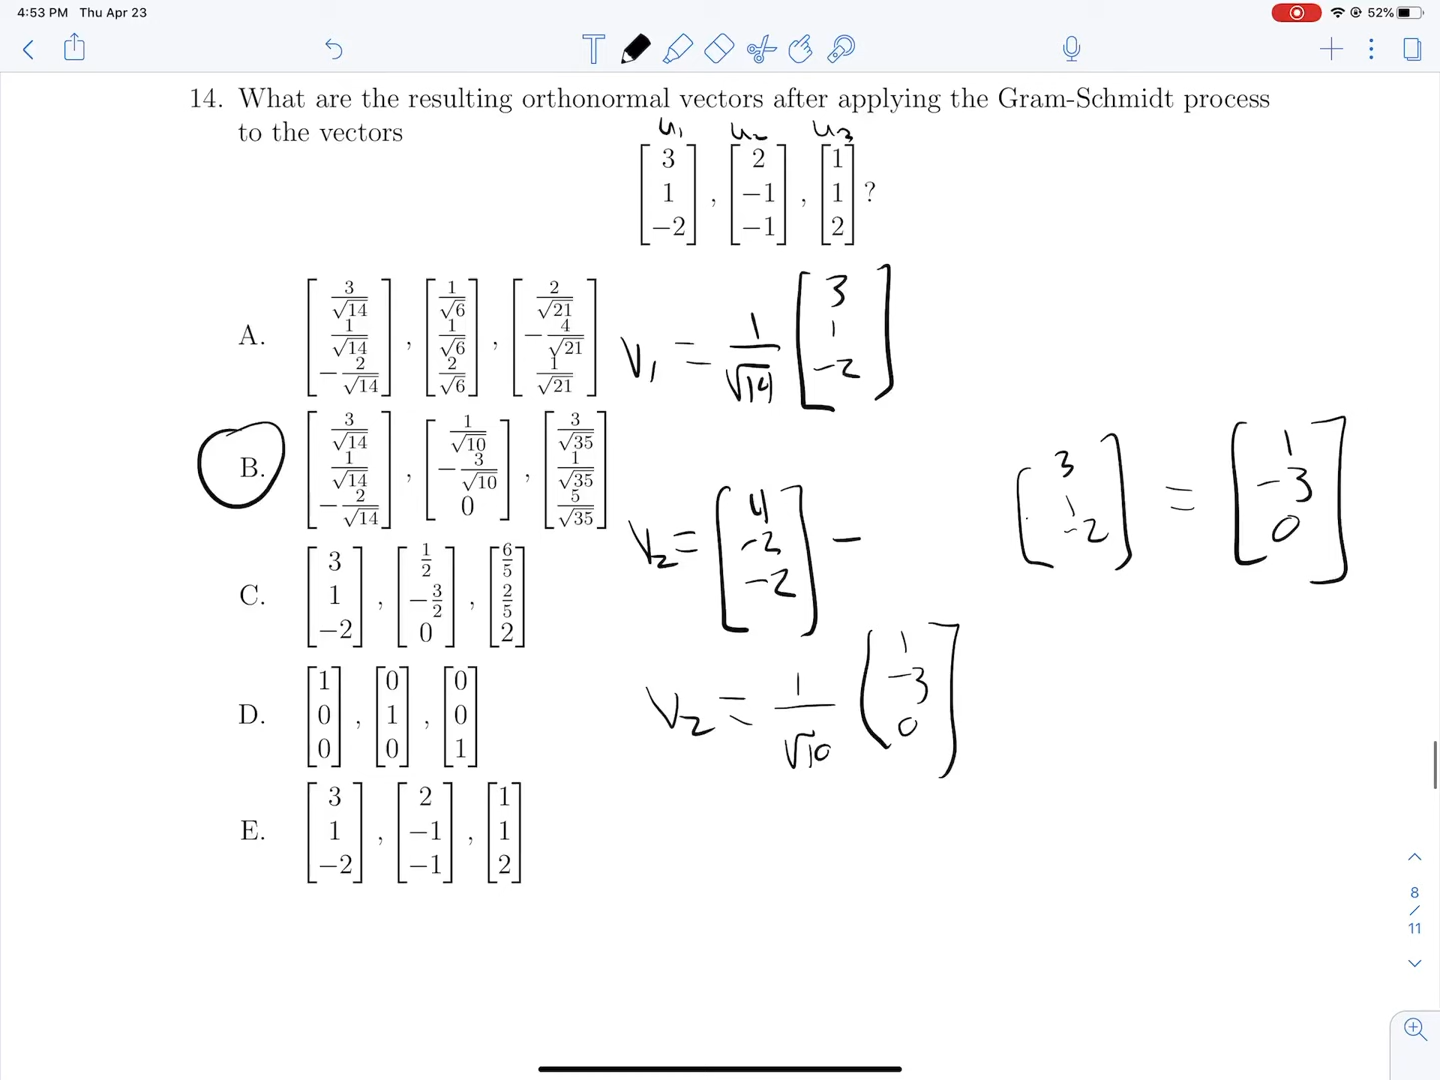 4:53 PM Thu Apr 23
52%
14. What are the resulting orthonormal vectors after applying the Gram-Schmidt process
to the vectors
u₁ u₂ u₃
[3 1 −2], [2 −1 −1], [1 1 2]?
A. [3/√14 1/√14 −2/√14], [1/√6 1/√6 2/√6], [2/√21 −4/√21 1/√21]
V₁ = 1/√14 [3 1 -2]
B. [3/√14 1/√14 −2/√14], [1/√10 −3/√10 0], [3/√35 1/√35 5/√35]
V₂ = [4 -2 -2] - [3 1 -2] = [1 -3 0]
C. [3 1 −2], [1/2 −3/2 0], [6/5 2/5 2]
V₂ = 1/√10 [1 -3 0]
D. [1 0 0], [0 1 0], [0 0 1]
E. [3 1 −2], [2 −1 −1], [1 1 2]
8
/
11